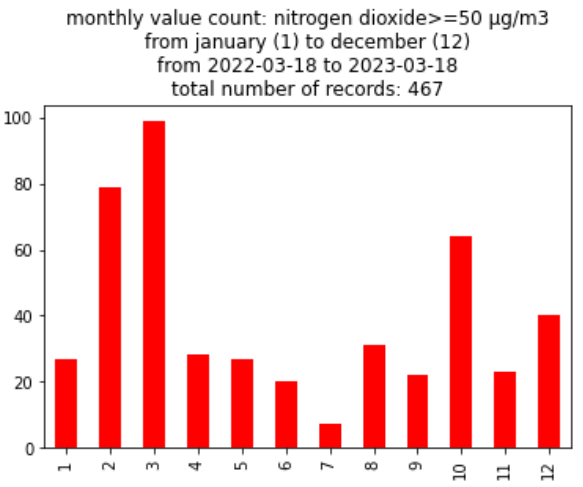 monthly value count: nitrogen dioxide>=50 µg/m3
from january (1) to december (12)
from 2022-03-18 to 2023-03-18
total number of records: 467
100
80
60
40
20
0
1 2 3 4 5 6 7 8 9 10 11 12